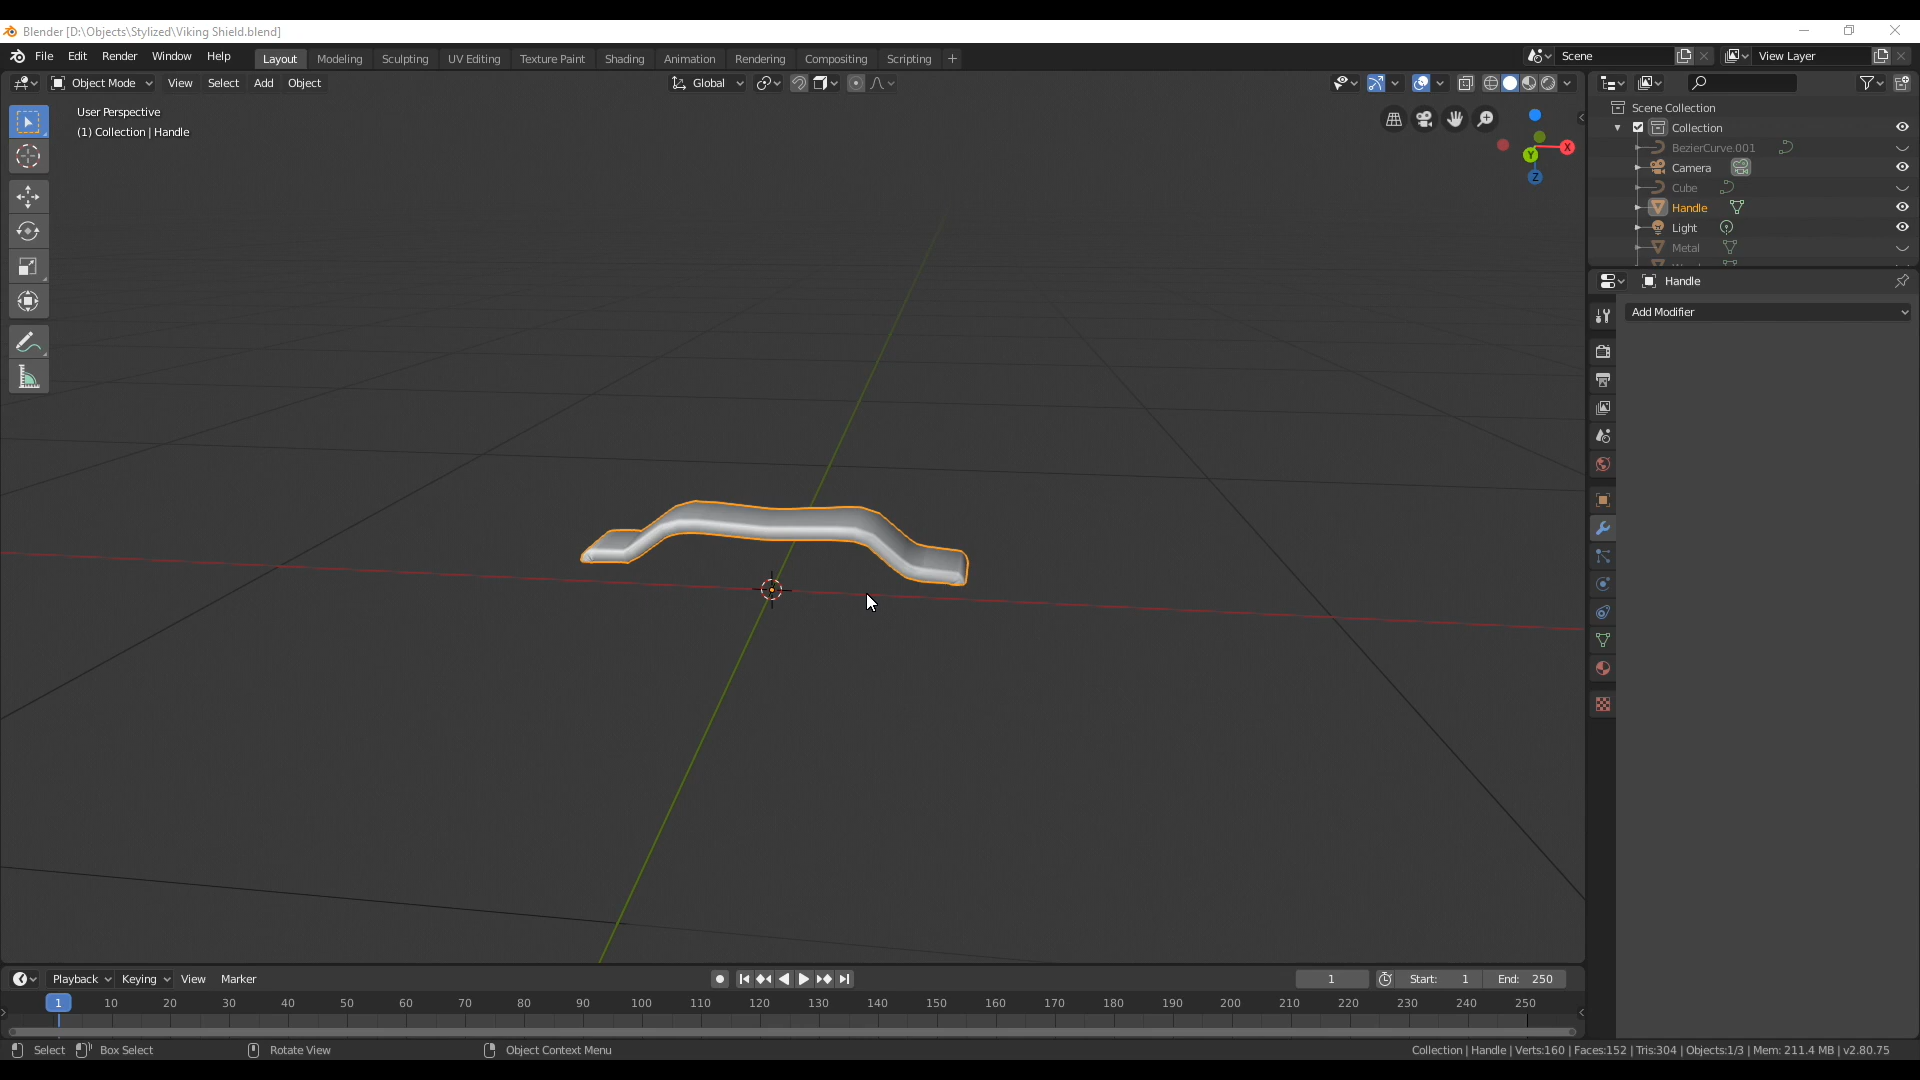 Blender [D:\Objects\Stylized\Viking Shield.blend]
File Edit Render Window Help Layout Modeling Sculpting UV Editing Texture Paint Shading Animation Rendering Compositing Scripting + Scene View Layer
Object Mode View Select Add Object Global
User Perspective
(1) Collection | Handle
X
Y
Z
Scene Collection
Collection
BezierCurve.001
Camera
Cube
Handle
Light
Metal
Handle
Add Modifier
Playback Keying View Marker 1 Start: 1 End: 250
1 10 20 30 40 50 60 70 80 90 100 110 120 130 140 150 160 170 180 190 200 210 220 230 240 250
Select Box Select Rotate View Object Context Menu Collection | Handle | Verts:160 | Faces:152 | Tris:304 | Objects:1/3 | Mem: 211.4 MB | v2.80.75